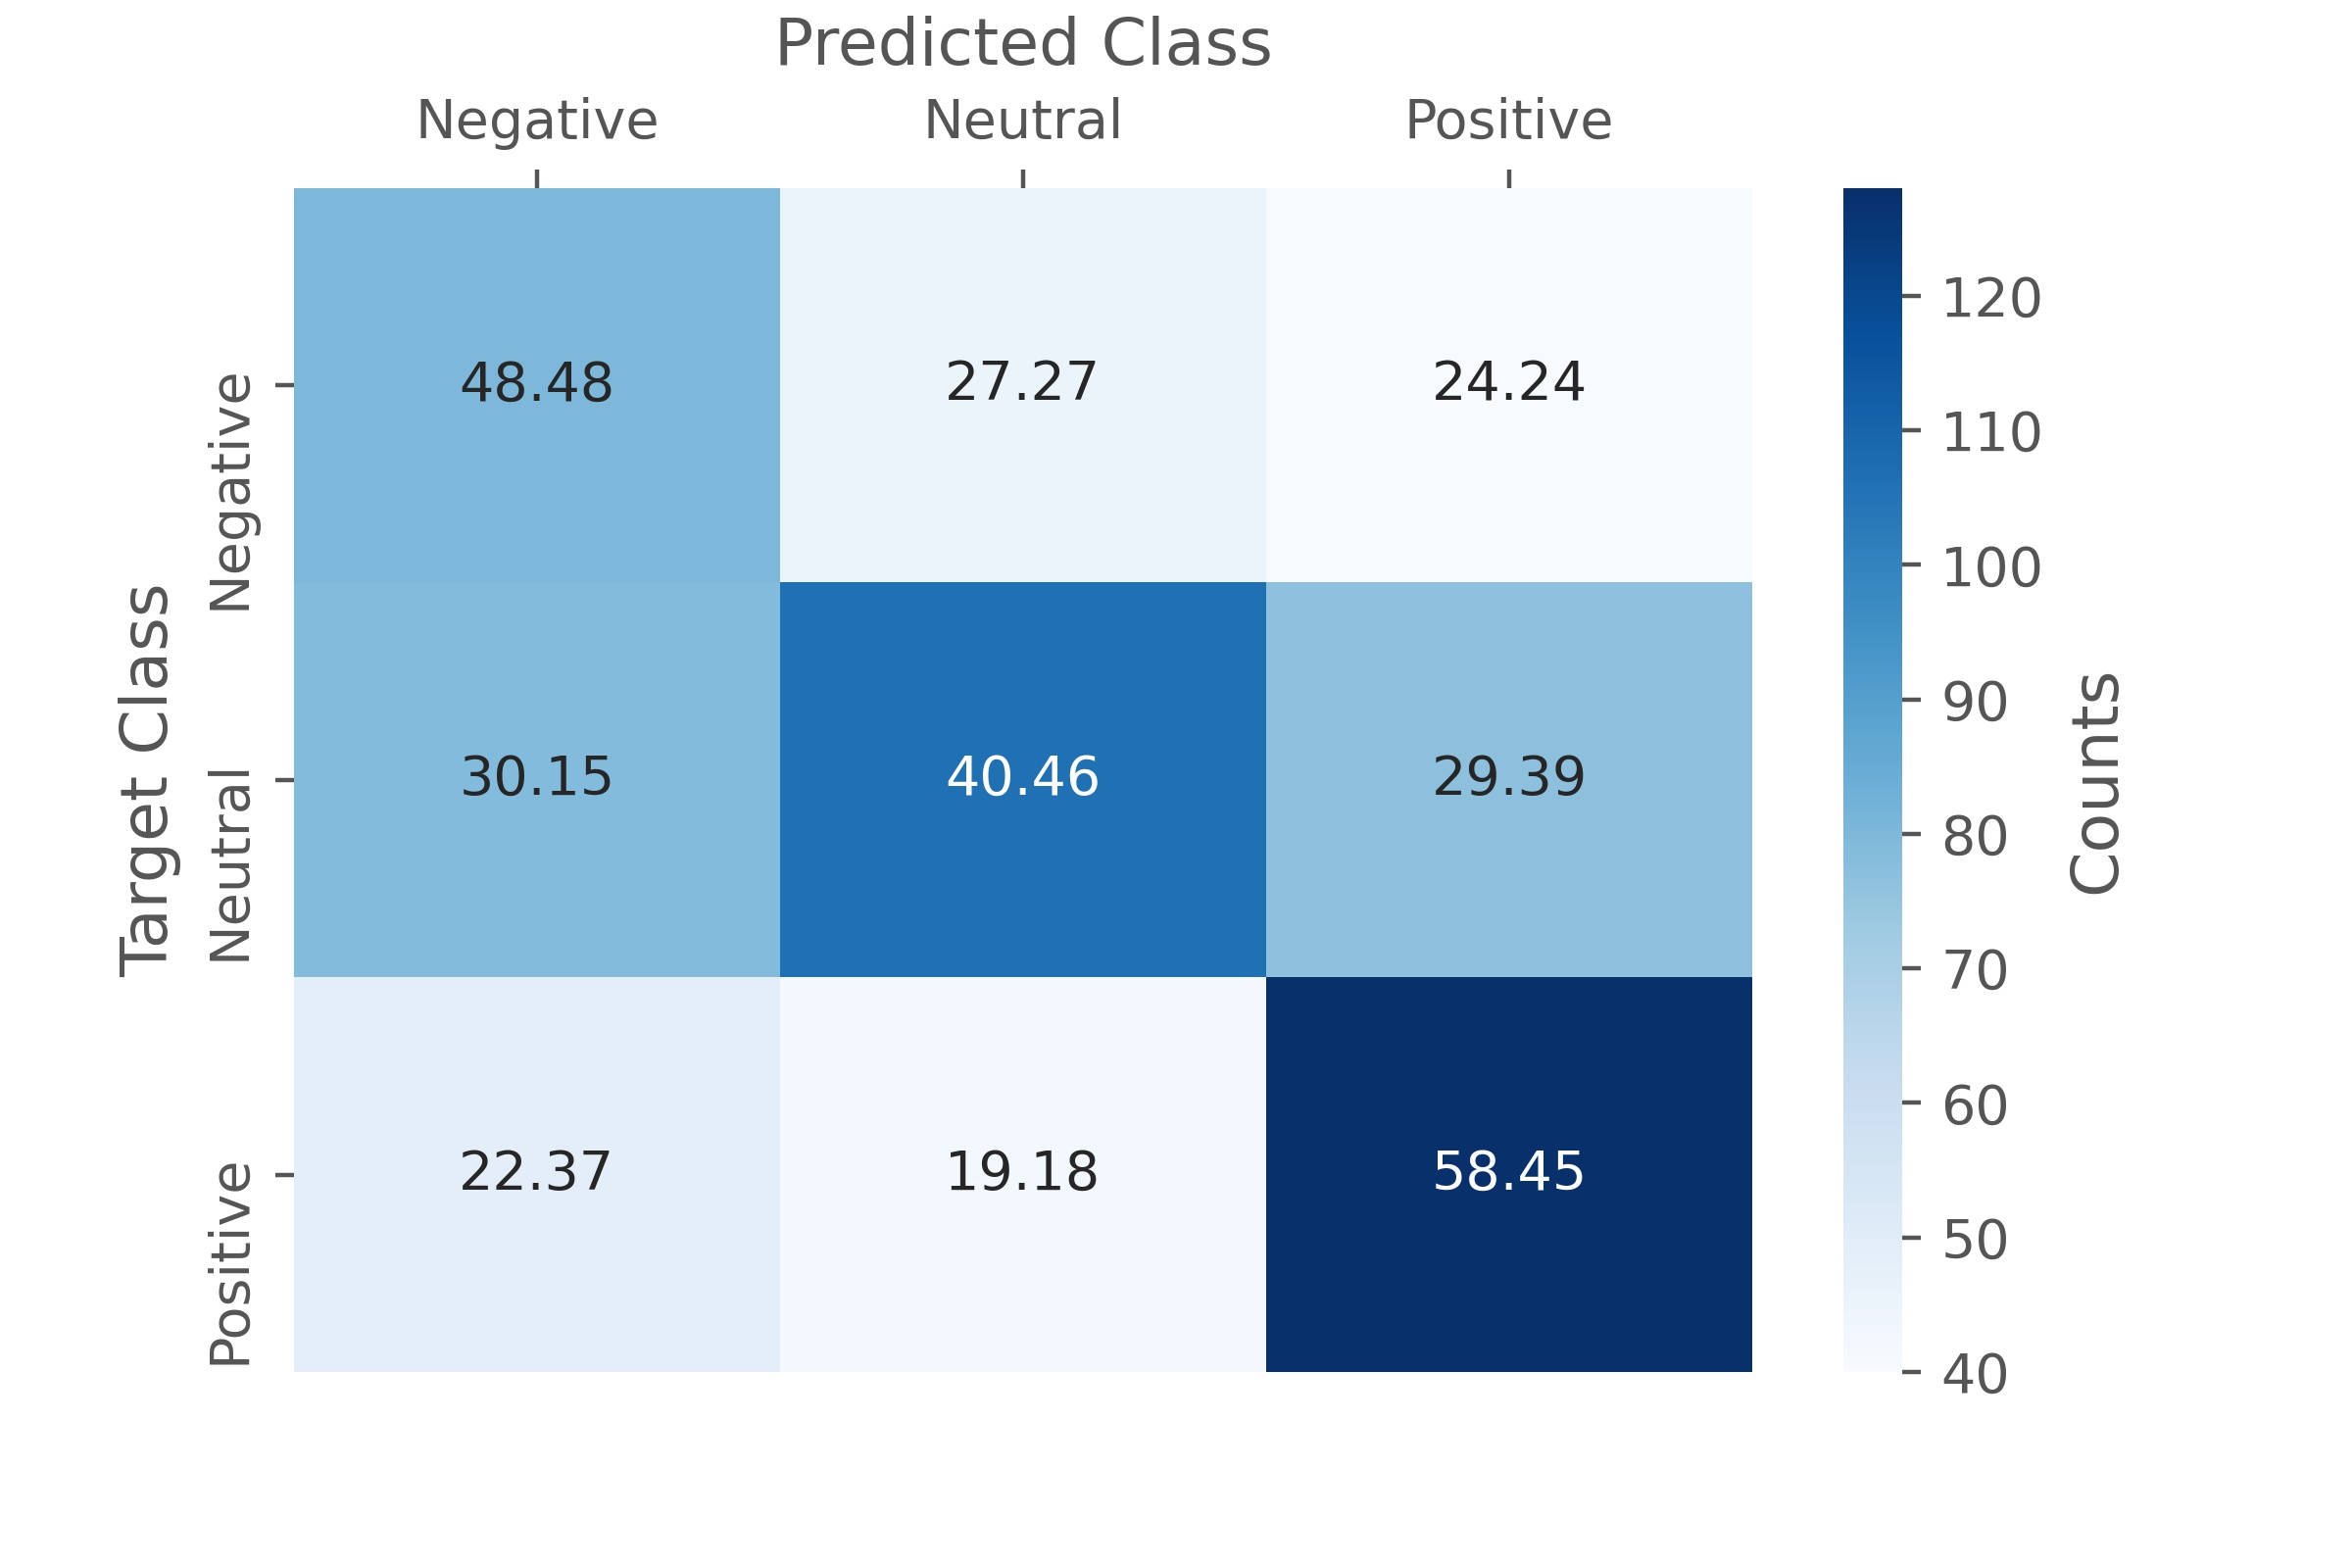 Predicted Class
Negative Neutral Positive
Target Class
Negative 48.48 27.27 24.24
Neutral 30.15 40.46 29.39
Positive 22.37 19.18 58.45
120
110
100
90
80
70
60
50
40
Counts